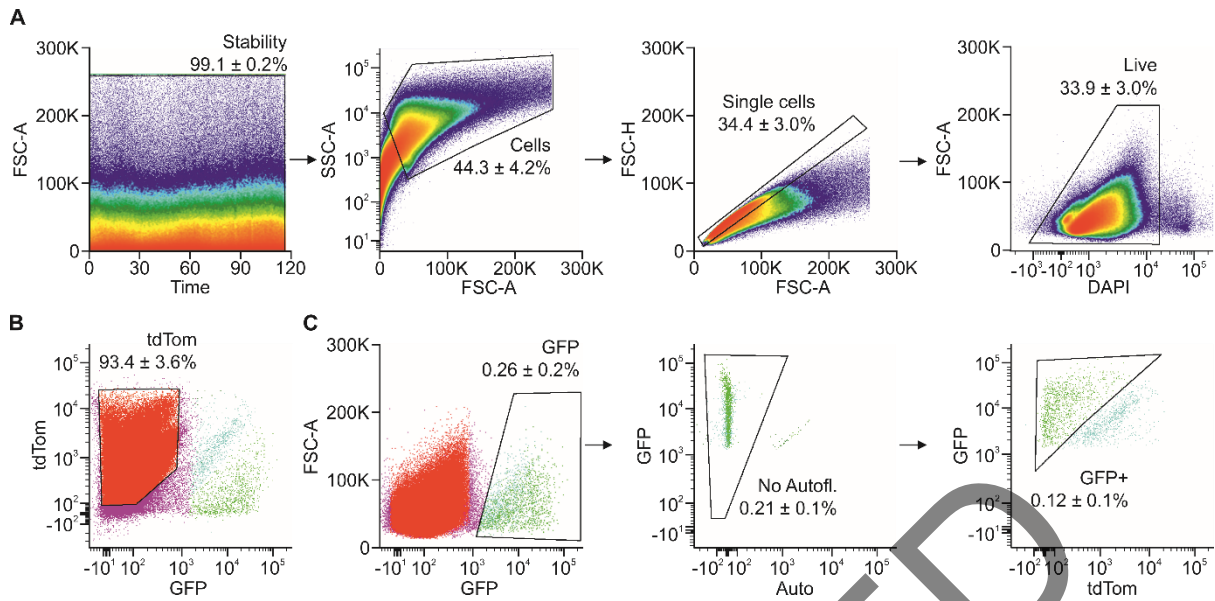 A
Stability
99.1 ± 0.2%
FSC-A
300K
200K
100K
0
0 30 60 90 120
Time
SSC-A
10⁵
10⁴
10³
10²
10¹
Cells
44.3 ± 4.2%
0 100K 200K 300K
FSC-A
FSC-H
300K
200K
100K
0
Single cells
34.4 ± 3.0%
0 100K 200K 300K
FSC-A
FSC-A
300K
200K
100K
0
Live
33.9 ± 3.0%
-10³ -10² 10³ 10⁴ 10⁵
DAPI
B
tdTom
93.4 ± 3.6%
tdTom
10⁵
10⁴
10³
10²
-10²
-10¹ 10² 10³ 10⁴ 10⁵
GFP
C
GFP
0.26 ± 0.2%
FSC-A
300K
200K
100K
0
-10¹ 10² 10³ 10⁴ 10⁵
GFP
GFP
10⁵
10⁴
10³
10²
-10¹
No Autofl.
0.21 ± 0.1%
-10¹ 10² 10³ 10⁴ 10⁵
Auto
GFP
10⁵
10⁴
10³
10²
-10¹
GFP+
0.12 ± 0.1%
-10¹ 10² 10³ 10⁴ 10⁵
tdTom